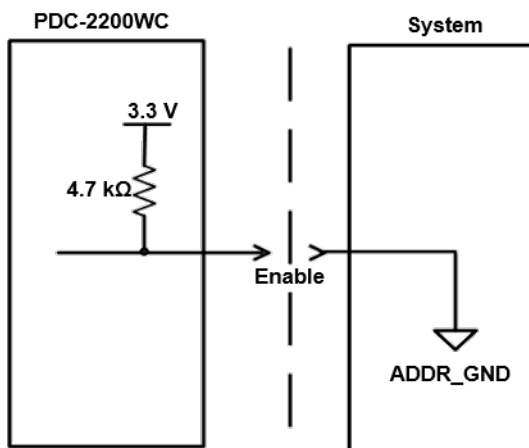 PDC-2200WC
System
3.3 V
4.7 kΩ
Enable
ADDR_GND